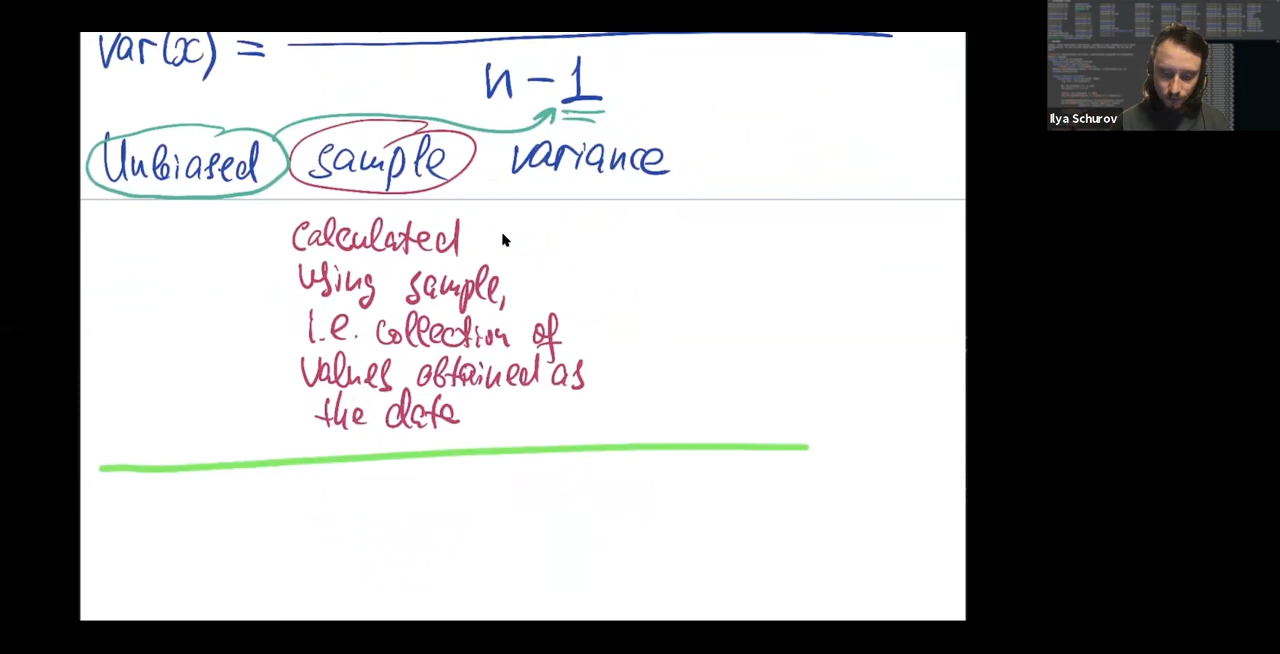 var(x) =
n - 1
Unbiased sample variance
calculated
using sample,
i.e. collection of
values obtained as
the data
Ilya Schurov